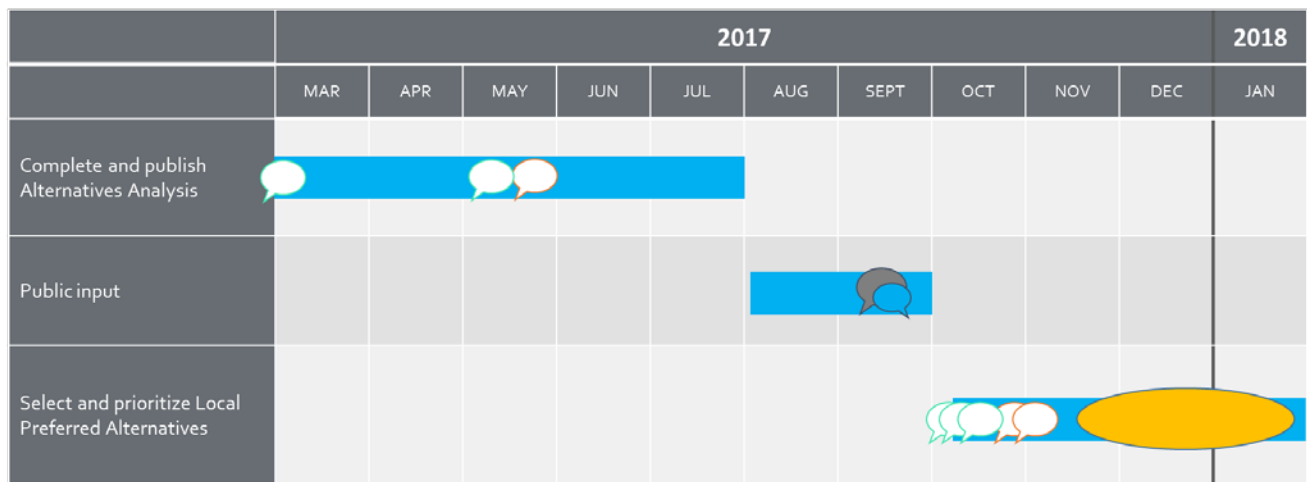 2017 2018
MAR APR MAY JUN JUL AUG SEPT OCT NOV DEC JAN
Complete and publish
Alternatives Analysis
Public input
Select and prioritize Local
Preferred Alternatives